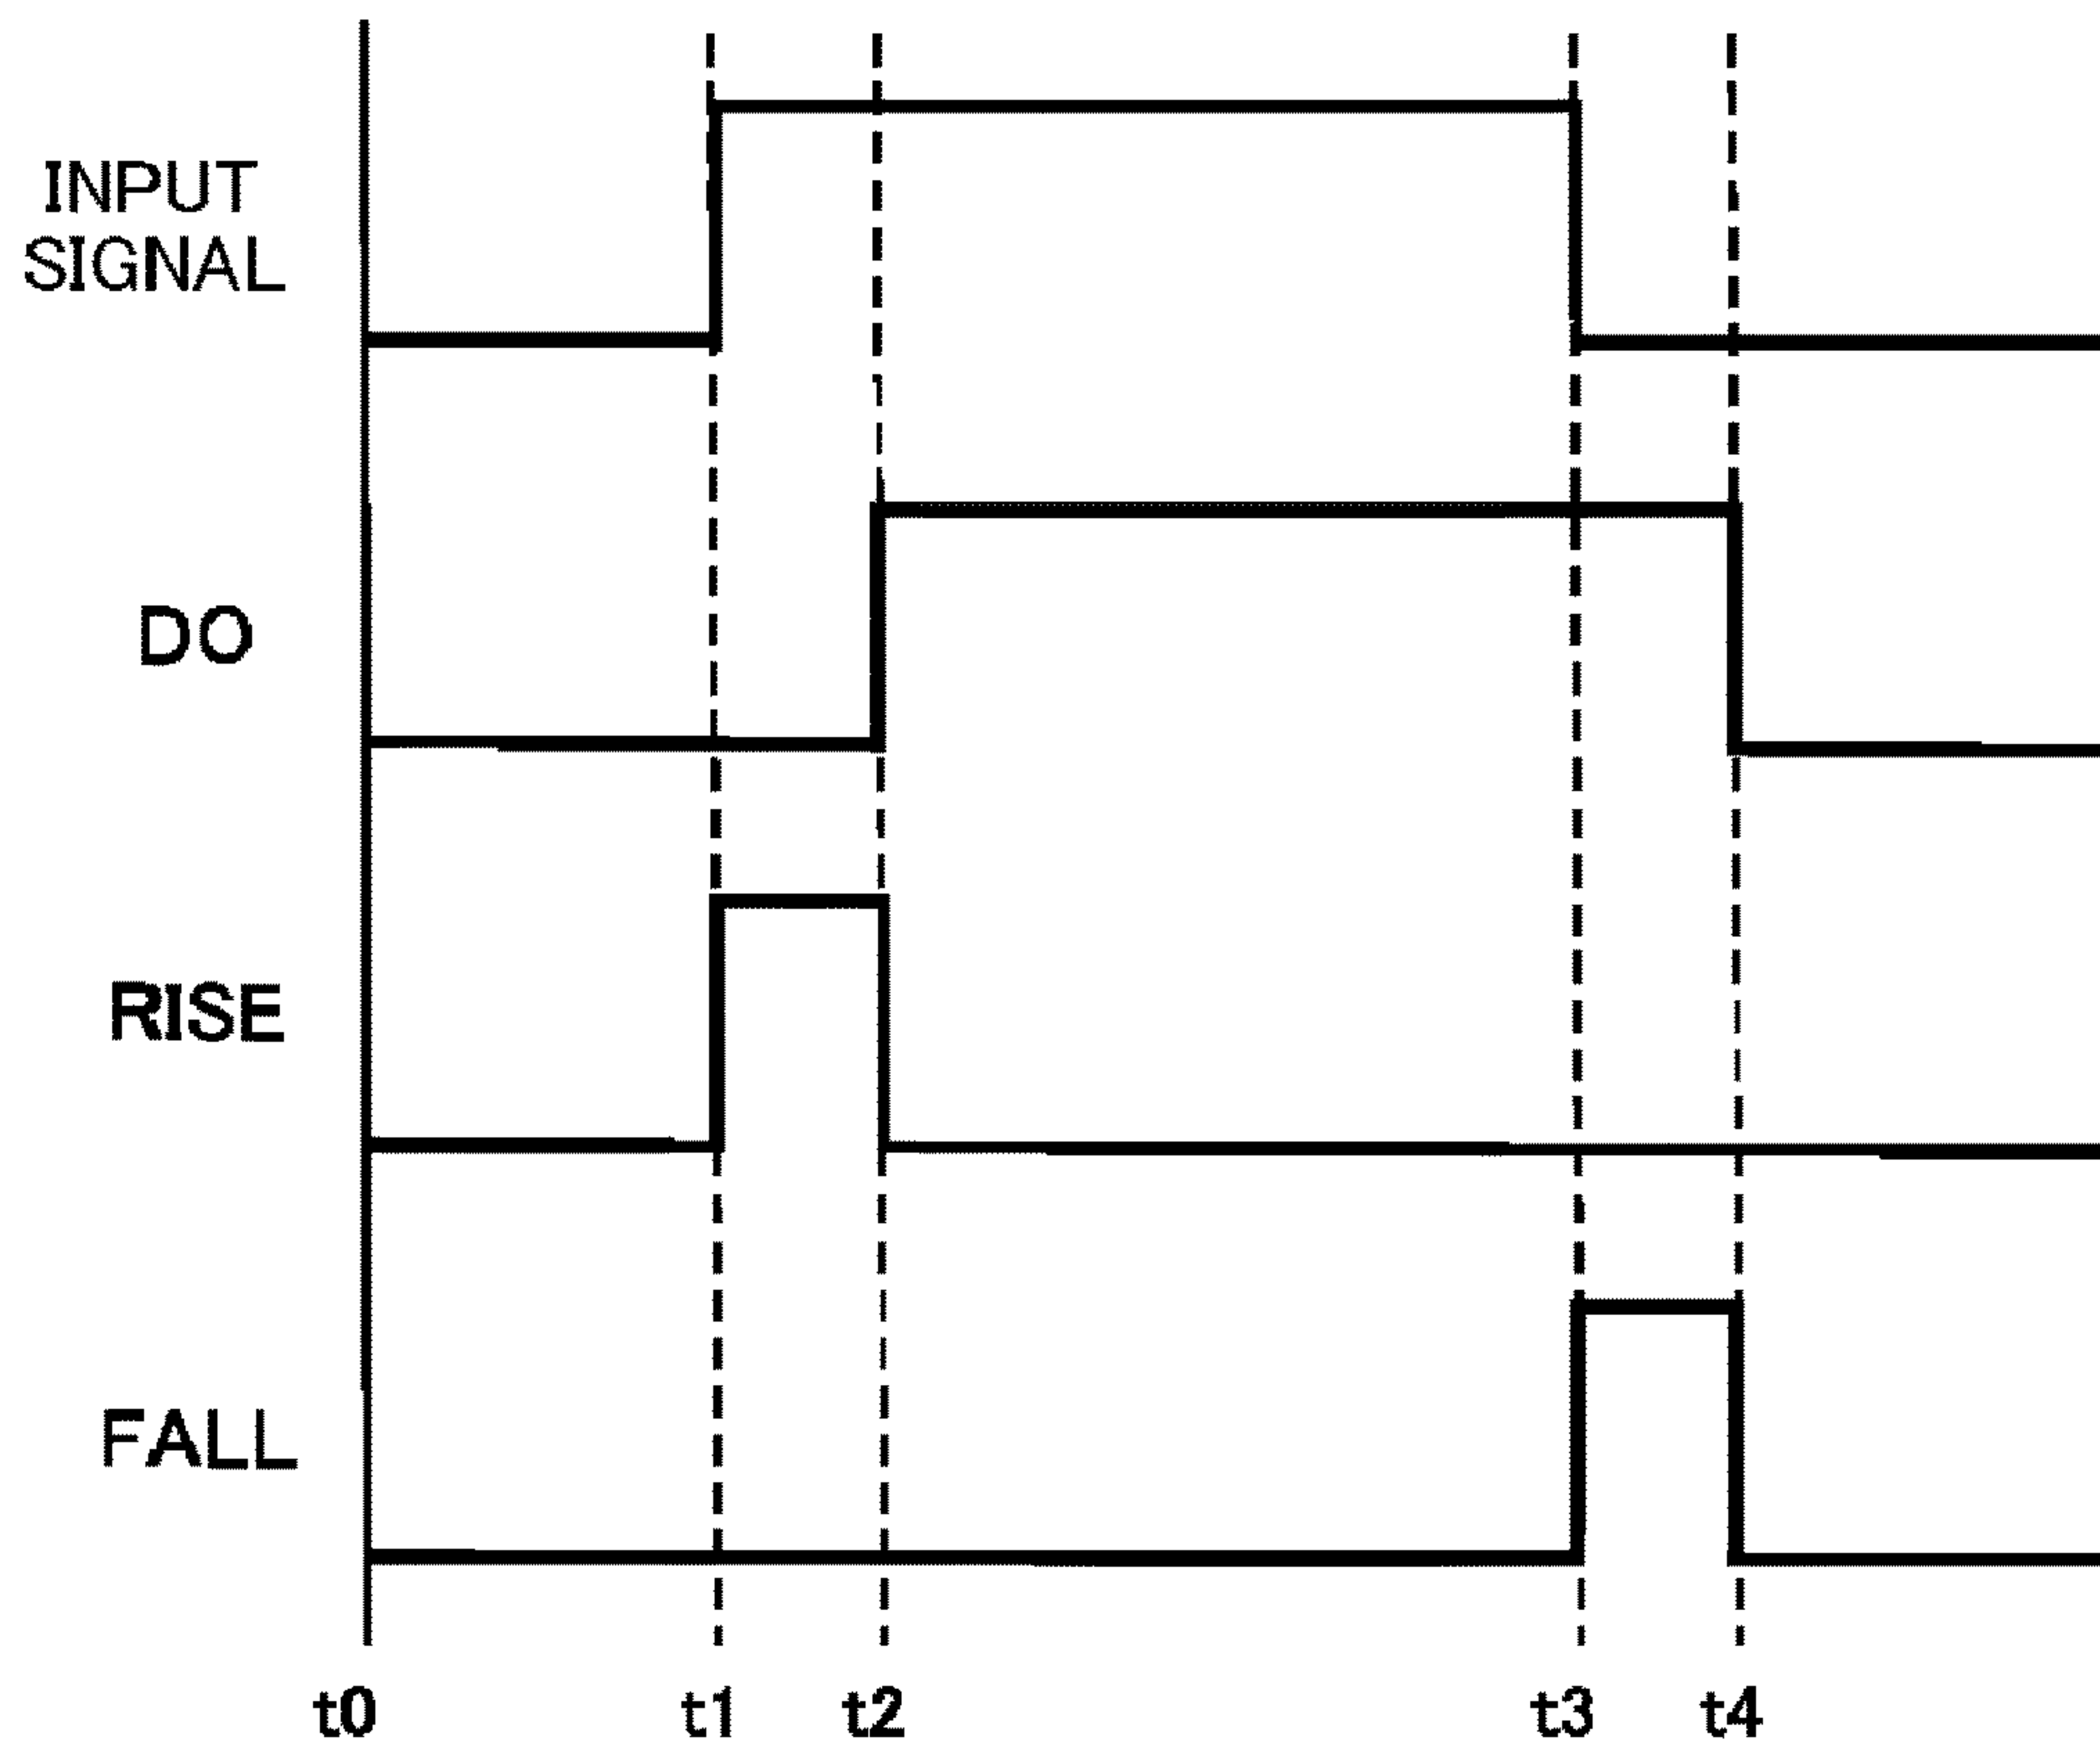 INPUT
SIGNAL
DO
RISE
FALL
t0 t1 t2 t3 t4